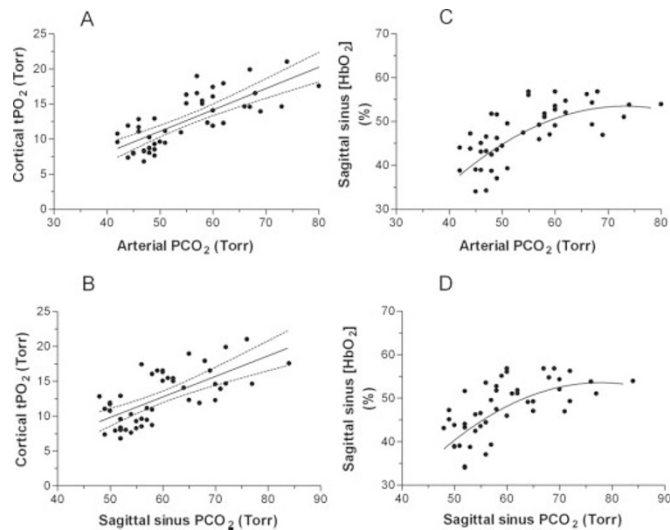 A
Cortical tPO2 (Torr)
25
20
15
10
5
0
30 40 50 60 70 80
Arterial PCO2 (Torr)
C
Sagittal sinus [HbO2]
(%)
70
60
50
40
30
30 40 50 60 70 80
Arterial PCO2 (Torr)
B
Cortical tPO2 (Torr)
25
20
15
10
5
0
40 50 60 70 80 90
Sagittal sinus PCO2 (Torr)
D
Sagittal sinus [HbO2]
(%)
70
60
50
40
30
40 50 60 70 80 90
Sagittal sinus PCO2 (Torr)